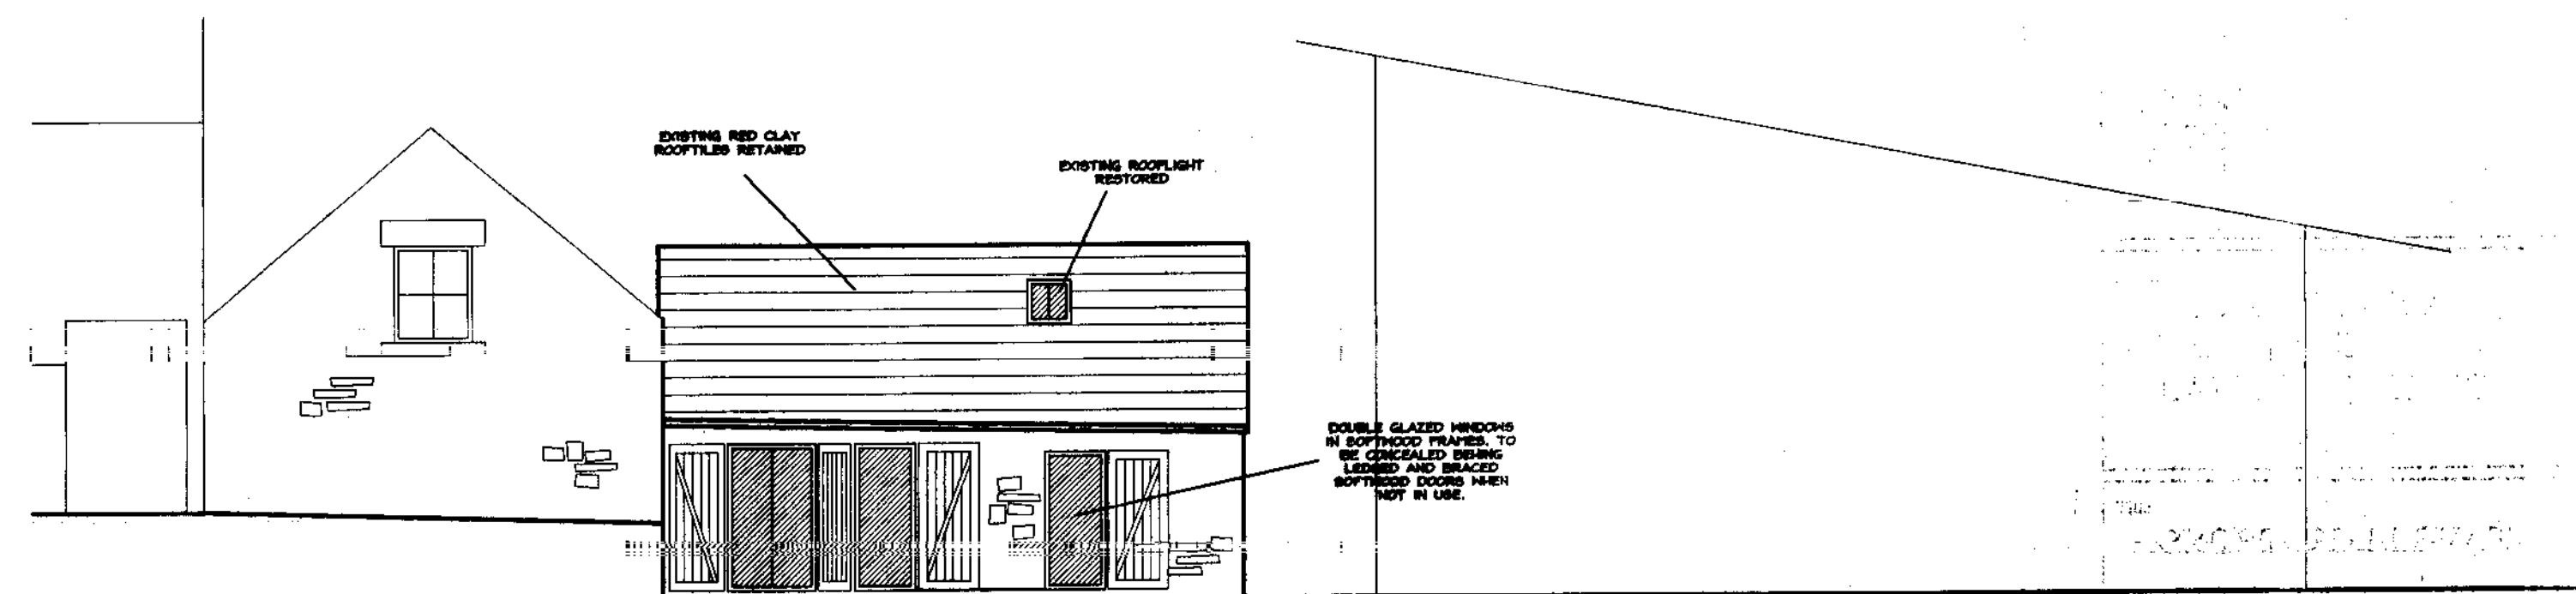 EXISTING RED CLAY
ROOFTILES RETAINED
EXISTING ROOFLIGHT
RESTORED
DOUBLE GLAZED WINDOWS
IN SOFTWOOD FRAMES, TO
BE CONCEALED BEHING
LEDGED AND BRACED
SOFTWOOD DOORS WHEN
NOT IN USE.